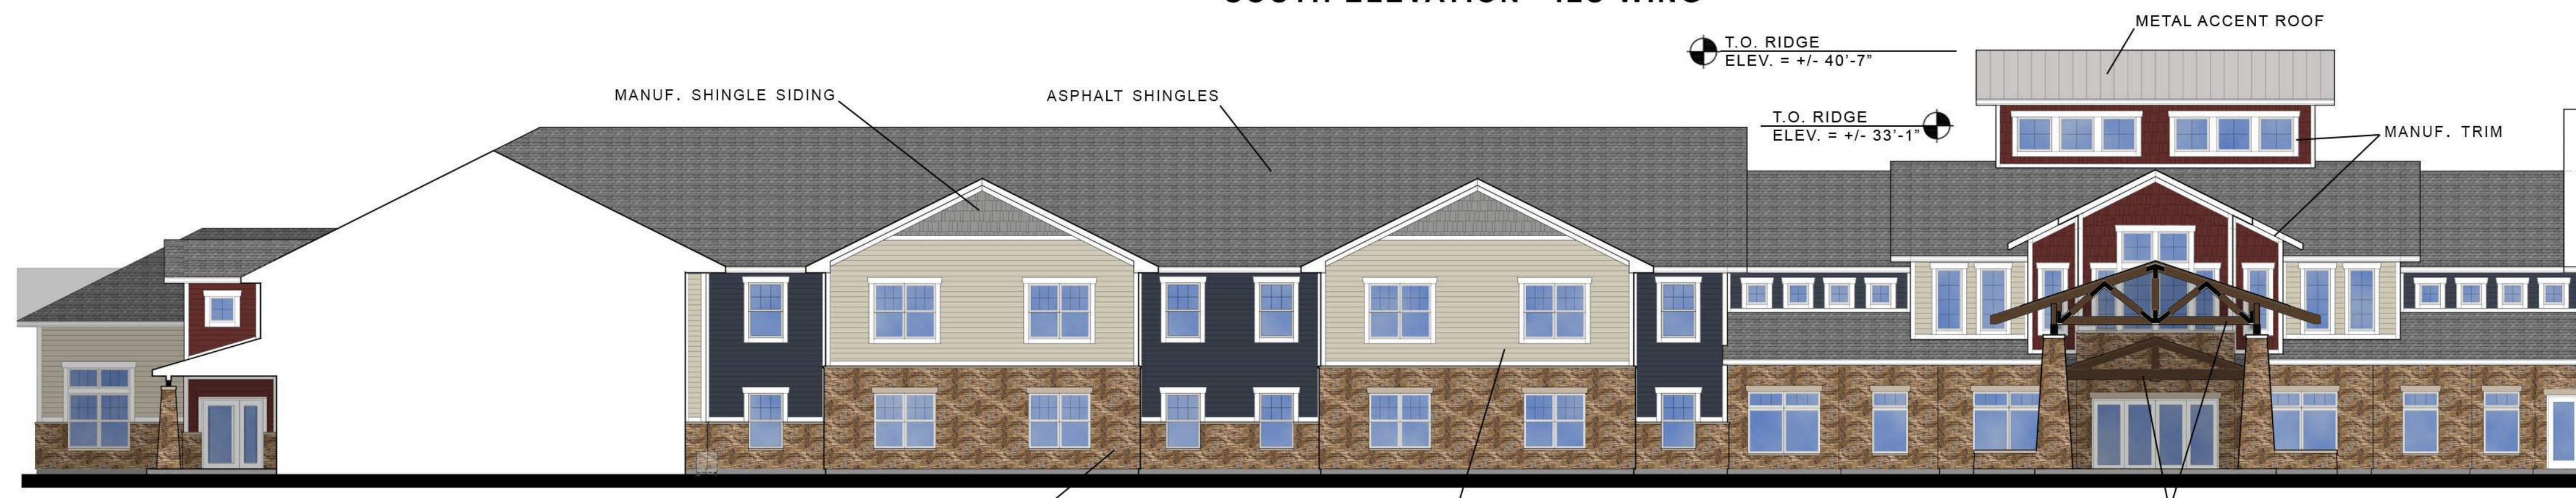 METAL ACCENT ROOF
T.O. RIDGE
ELEV. = +/- 40'-7"
MANUF. SHINGLE SIDING
ASPHALT SHINGLES
T.O. RIDGE
ELEV. = +/- 33'-1"
MANUF. TRIM